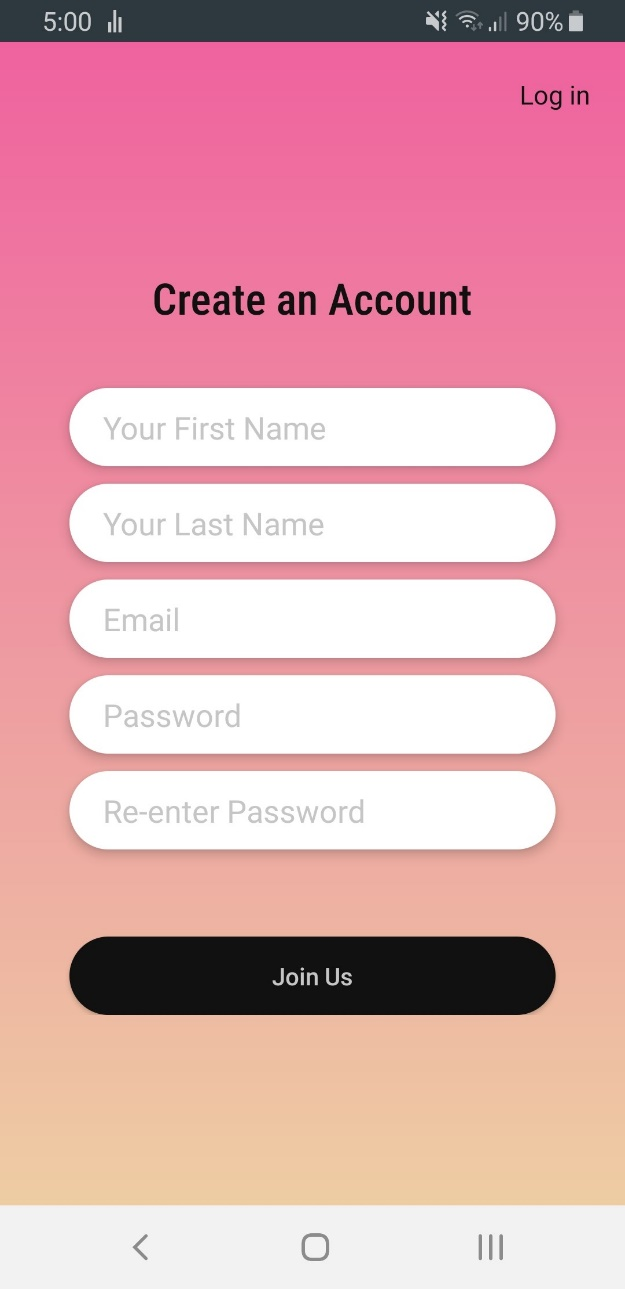 5:00 90%
Log in
Create an Account
Your First Name
Your Last Name
Email
Password
Re-enter Password
Join Us